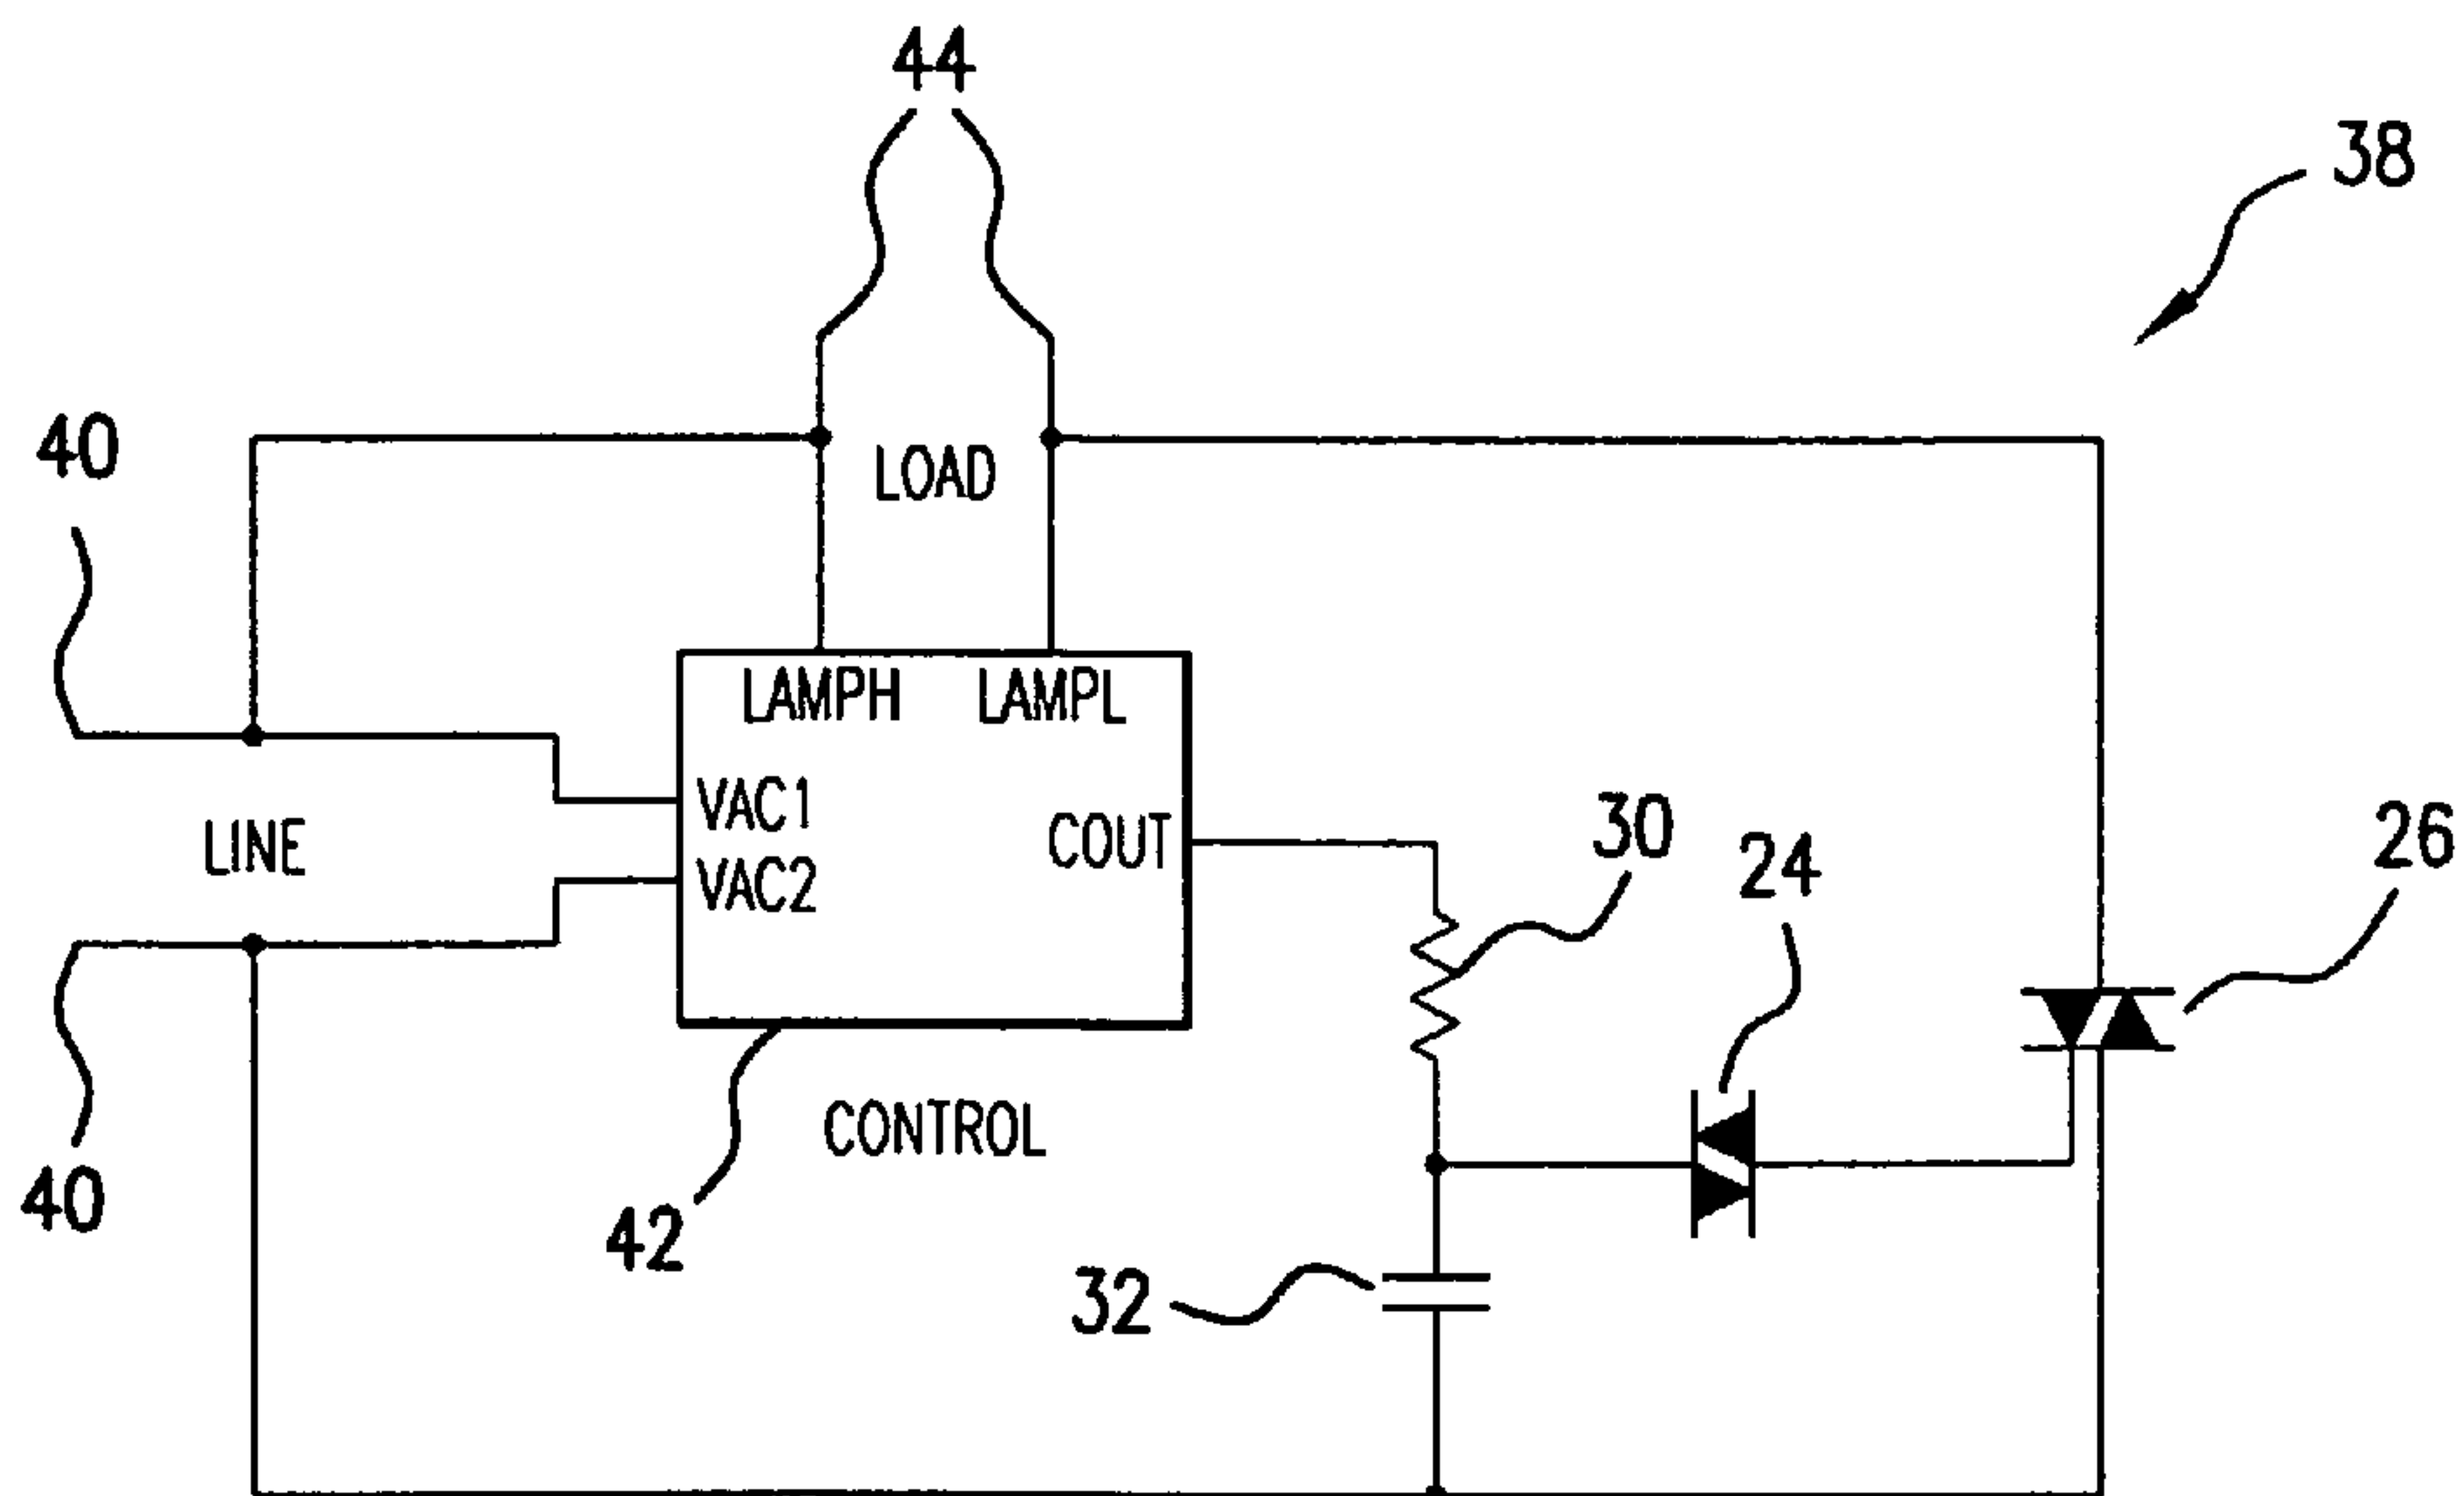 44
38
40
LOAD
LAMPH LAMPL
VAC1
LINE
COUT
VAC2
30
24
26
CONTROL
40
42
32